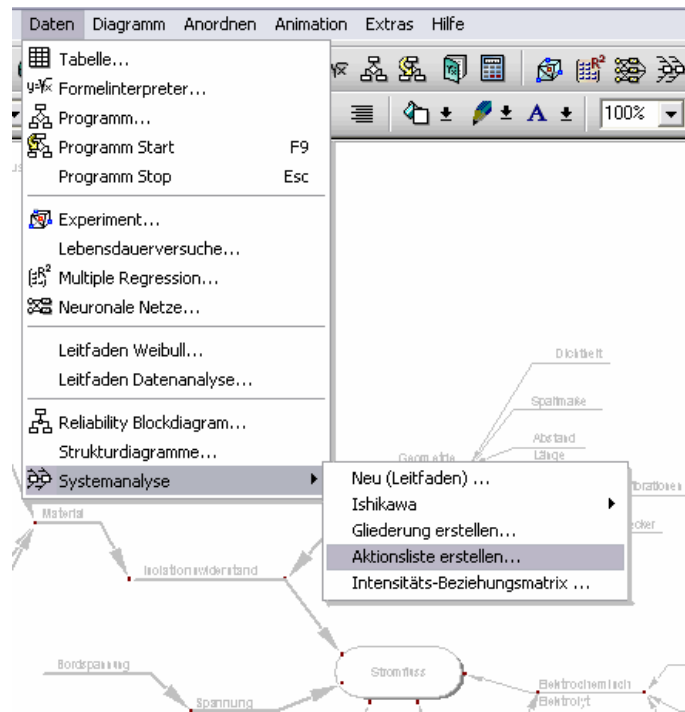 Daten Diagramm Anordnen Animation Extras Hilfe
Tabelle...
y=√x Formelinterpreter...
Programm...
Programm Start F9
Programm Stop Esc
100%
Experiment...
Lebensdauerversuche...
Multiple Regression...
Neuronale Netze...
Leitfaden Weibull...
Leitfaden Datenanalyse...
Reliability Blockdiagram...
Strukturdiagramme...
Systemanalyse
Neu (Leitfaden) ...
Ishikawa
Gliederung erstellen...
Aktionsliste erstellen...
Intensitäts-Beziehungsmatrix ...
Dichtheit
Spaltmaße
Abstand
Länge
Geometrie
Material
Isolationswiderstand
Bordspannung
Spannung
Stromfluss
Elektrochemisch
Elektrolyt